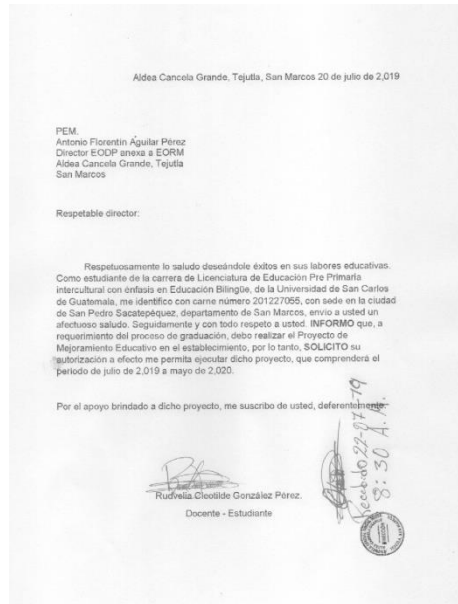 Aldea Cancela Grande, Tejutla, San Marcos 20 de julio de 2,019
PEM.
Antonio Florentín Aguilar Pérez
Director EODP anexa a EORM
Aldea Cancela Grande, Tejutla
San Marcos
Respetable director:
Respetuosamente lo saludo deseándole éxitos en sus labores educativas.
Como estudiante de la carrera de Licenciatura de Educación Pre Primaria
intercultural con énfasis en Educación Bilingüe, de la Universidad de San Carlos
de Guatemala, me identifico con carne número 201227055, con sede en la ciudad
de San Pedro Sacatepéquez, departamento de San Marcos, envío a usted un
afectuoso saludo. Seguidamente y con todo respeto a usted. INFORMO que, a
requerimiento del proceso de graduación, debo realizar el Proyecto de
Mejoramiento Educativo en el establecimiento, por lo tanto, SOLICITO su
autorización a efecto me permita ejecutar dicho proyecto, que comprenderá el
período de julio de 2,019 a mayo de 2,020.
Por el apoyo brindado a dicho proyecto, me suscribo de usted, deferentemente.
Recibido 22-07-19
8:30 A.M.
Rudvelia Cleotilde González Pérez.
Docente - Estudiante